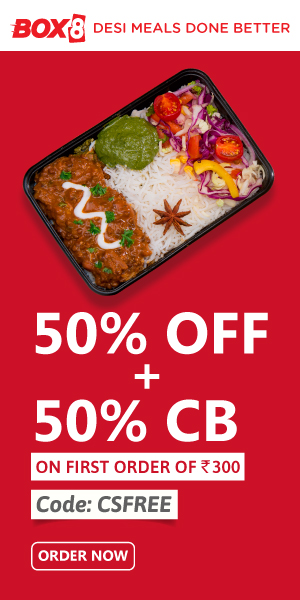 BOX8 DESI MEALS DONE BETTER
50% OFF
+
50% CB
ON FIRST ORDER OF ₹300
Code: CSFREE
ORDER NOW